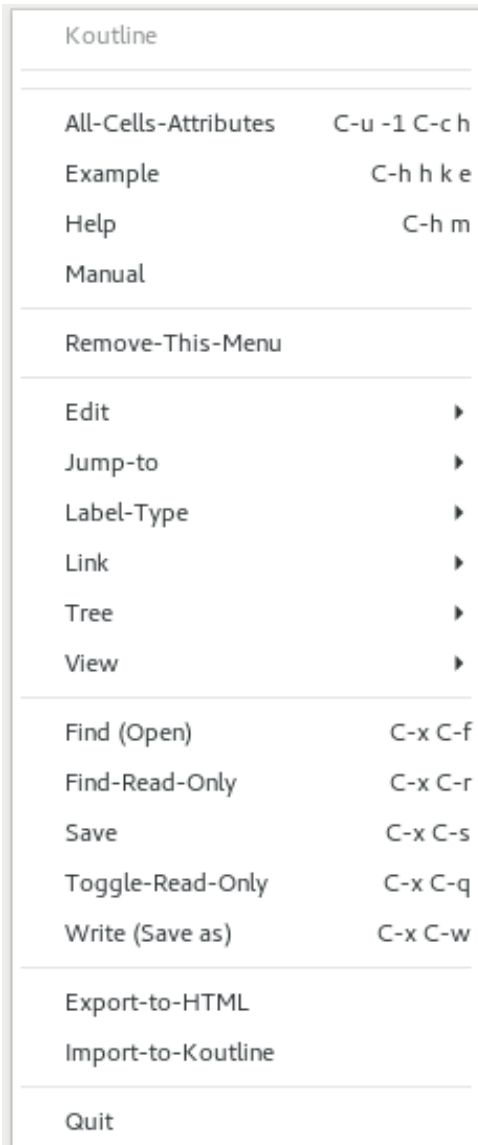 Koutline
All-Cells-Attributes C-u -1 C-c h
Example C-h h k e
Help C-h m
Manual
Remove-This-Menu
Edit
Jump-to
Label-Type
Link
Tree
View
Find (Open) C-x C-f
Find-Read-Only C-x C-r
Save C-x C-s
Toggle-Read-Only C-x C-q
Write (Save as) C-x C-w
Export-to-HTML
Import-to-Koutline
Quit